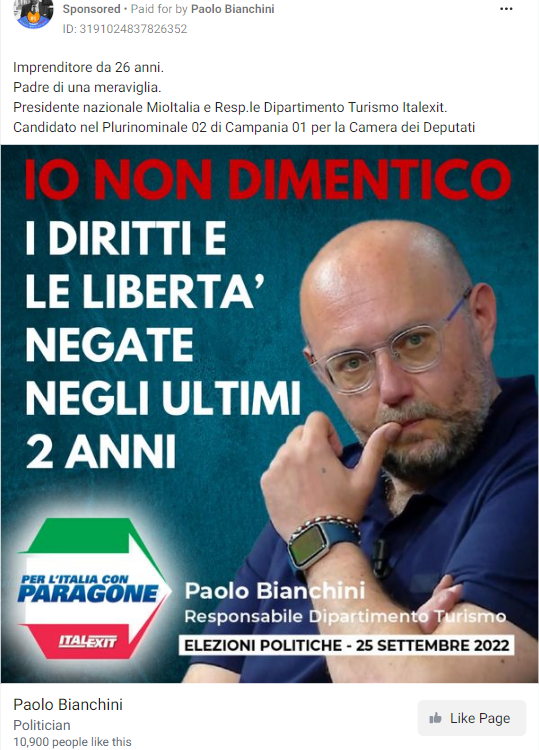 Sponsored • Paid for by Paolo Bianchini
ID: 3191024837826352
Imprenditore da 26 anni.
Padre di una meraviglia.
Presidente nazionale MioItalia e Resp.le Dipartimento Turismo Italexit.
Candidato nel Plurinominale 02 di Campania 01 per la Camera dei Deputati
IO NON DIMENTICO
I DIRITTI E
LE LIBERTA’
NEGATE
NEGLI ULTIMI
2 ANNI
PER L'ITALIA CON
PARAGONE
ITALEXIT
Paolo Bianchini
Responsabile Dipartimento Turismo
ELEZIONI POLITICHE - 25 SETTEMBRE 2022
Paolo Bianchini
Politician
10,900 people like this
Like Page